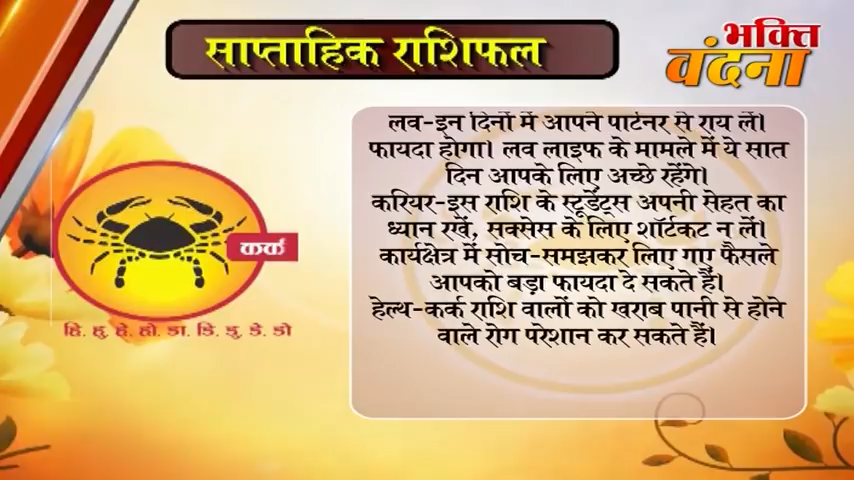 साप्ताहिक राशिफल
भक्ति
वंदना
लव-इन दिनों में आपने पार्टनर से राय लें।
फायदा होगा। लव लाइफ के मामले में ये सात
दिन आपके लिए अच्छे रहेंगे।
करियर-इस राशि के स्टूडेंट्स अपनी सेहत का
ध्यान रखें, सक्सेस के लिए शॉर्टकट न लें।
कार्यक्षेत्र में सोच-समझकर लिए गए फैसले
आपको बड़ा फायदा दे सकते हैं।
हेल्थ-कर्क राशि वालों को खराब पानी से होने
वाले रोग परेशान कर सकते हैं।
कर्क
हि. हु. हे. हो. डा. डि. डु. डे. डो